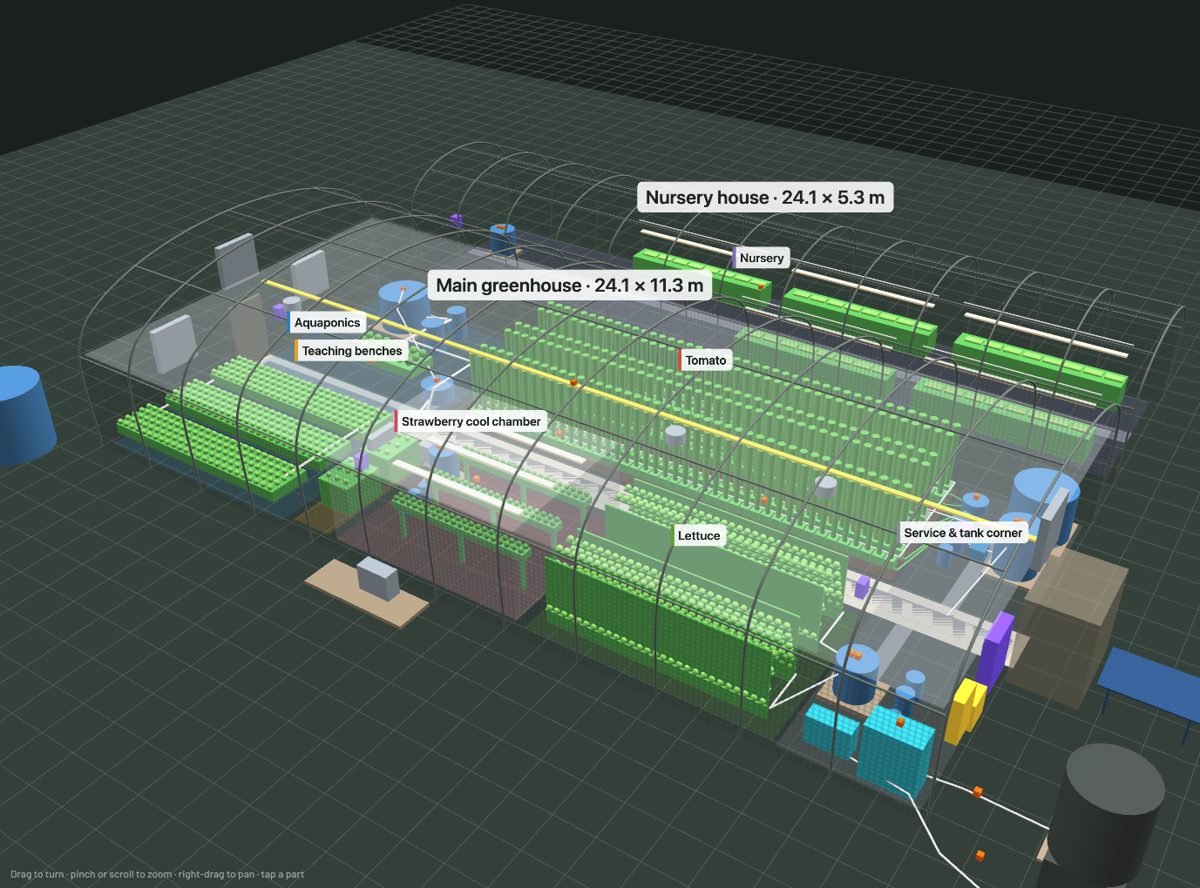 Nursery house · 24.1 × 5.3 m
Nursery
Main greenhouse · 24.1 × 11.3 m
Aquaponics
Teaching benches
Tomato
Strawberry cool chamber
Lettuce
Service & tank corner
Drag to turn · pinch or scroll to zoom · right-drag to pan · tap a part